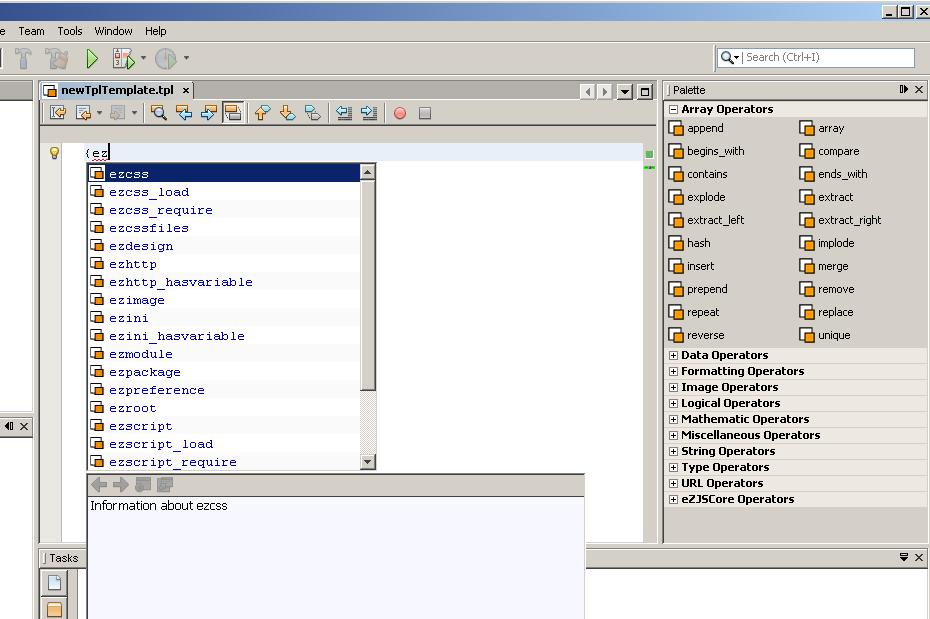 e Team Tools Window Help
Search (Ctrl+I)
newTplTemplate.tpl
Palette
Array Operators
append array
begins_with compare
contains ends_with
explode extract
extract_left extract_right
hash implode
insert merge
prepend remove
repeat replace
reverse unique
Data Operators
Formatting Operators
Image Operators
Logical Operators
Mathematic Operators
Miscellaneous Operators
String Operators
Type Operators
URL Operators
eZJSCore Operators
{ez
ezcss
ezcss_load
ezcss_require
ezcssfiles
ezdesign
ezhttp
ezhttp_hasvariable
ezimage
ezini
ezini_hasvariable
ezmodule
ezpackage
ezpreference
ezroot
ezscript
ezscript_load
ezscript_require
Information about ezcss
Tasks